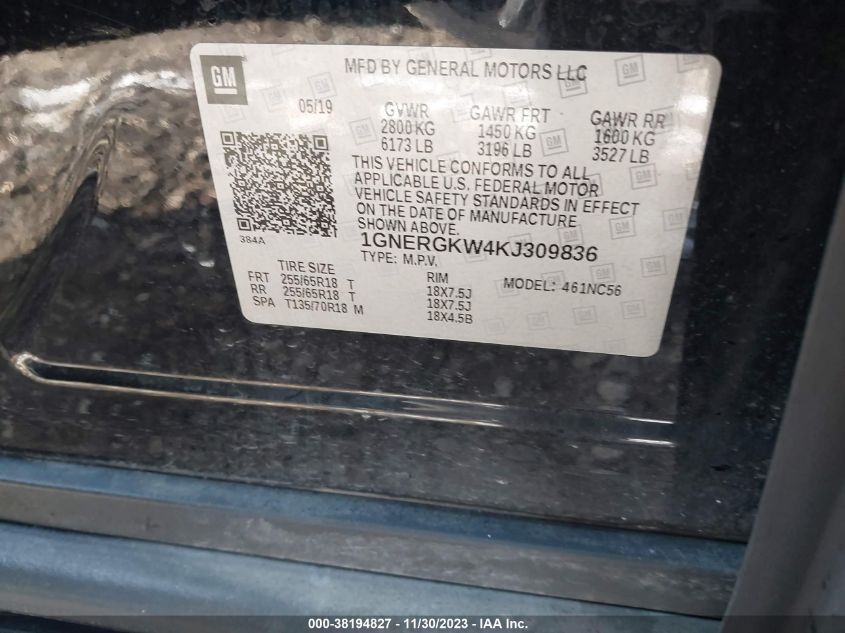 GM
MFD BY GENERAL MOTORS LLC
05/19 GVWR GAWR FRT GAWR RR
2800 KG 1450 KG 1600 KG
6173 LB 3196 LB 3527 LB
THIS VEHICLE CONFORMS TO ALL
APPLICABLE U.S. FEDERAL MOTOR
VEHICLE SAFETY STANDARDS IN EFFECT
ON THE DATE OF MANUFACTURE
SHOWN ABOVE.
384A
1GNERGKW4KJ309836
TYPE: M.P.V.
TIRE SIZE RIM MODEL: 461NC56
FRT 255/65R18 T 18X7.5J
RR 255/65R18 T 18X7.5J
SPA T135/70R18 M 18X4.5B
000-38194827 - 11/30/2023 - Copyright © IAA, Inc.